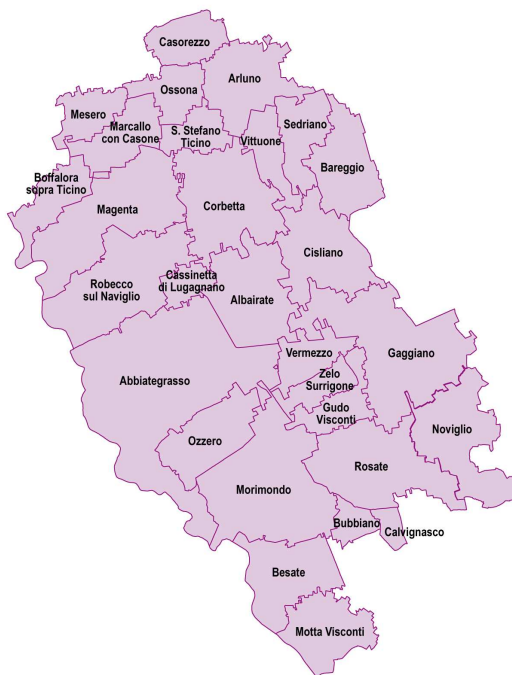 Casorezzo
Arluno
Ossona
Mesero
Marcallo
con Casone
S. Stefano
Ticino
Vittuone
Sedriano
Bareggio
Boffalora
sopra Ticino
Magenta
Corbetta
Cisliano
Robecco
sul Naviglio
Cassinetta
di Lugagnano
Albairate
Vermezzo
Zelo
Surrigone
Gaggiano
Abbiategrasso
Gudo
Visconti
Noviglio
Ozzero
Rosate
Morimondo
Bubbiano
Calvignasco
Besate
Motta Visconti